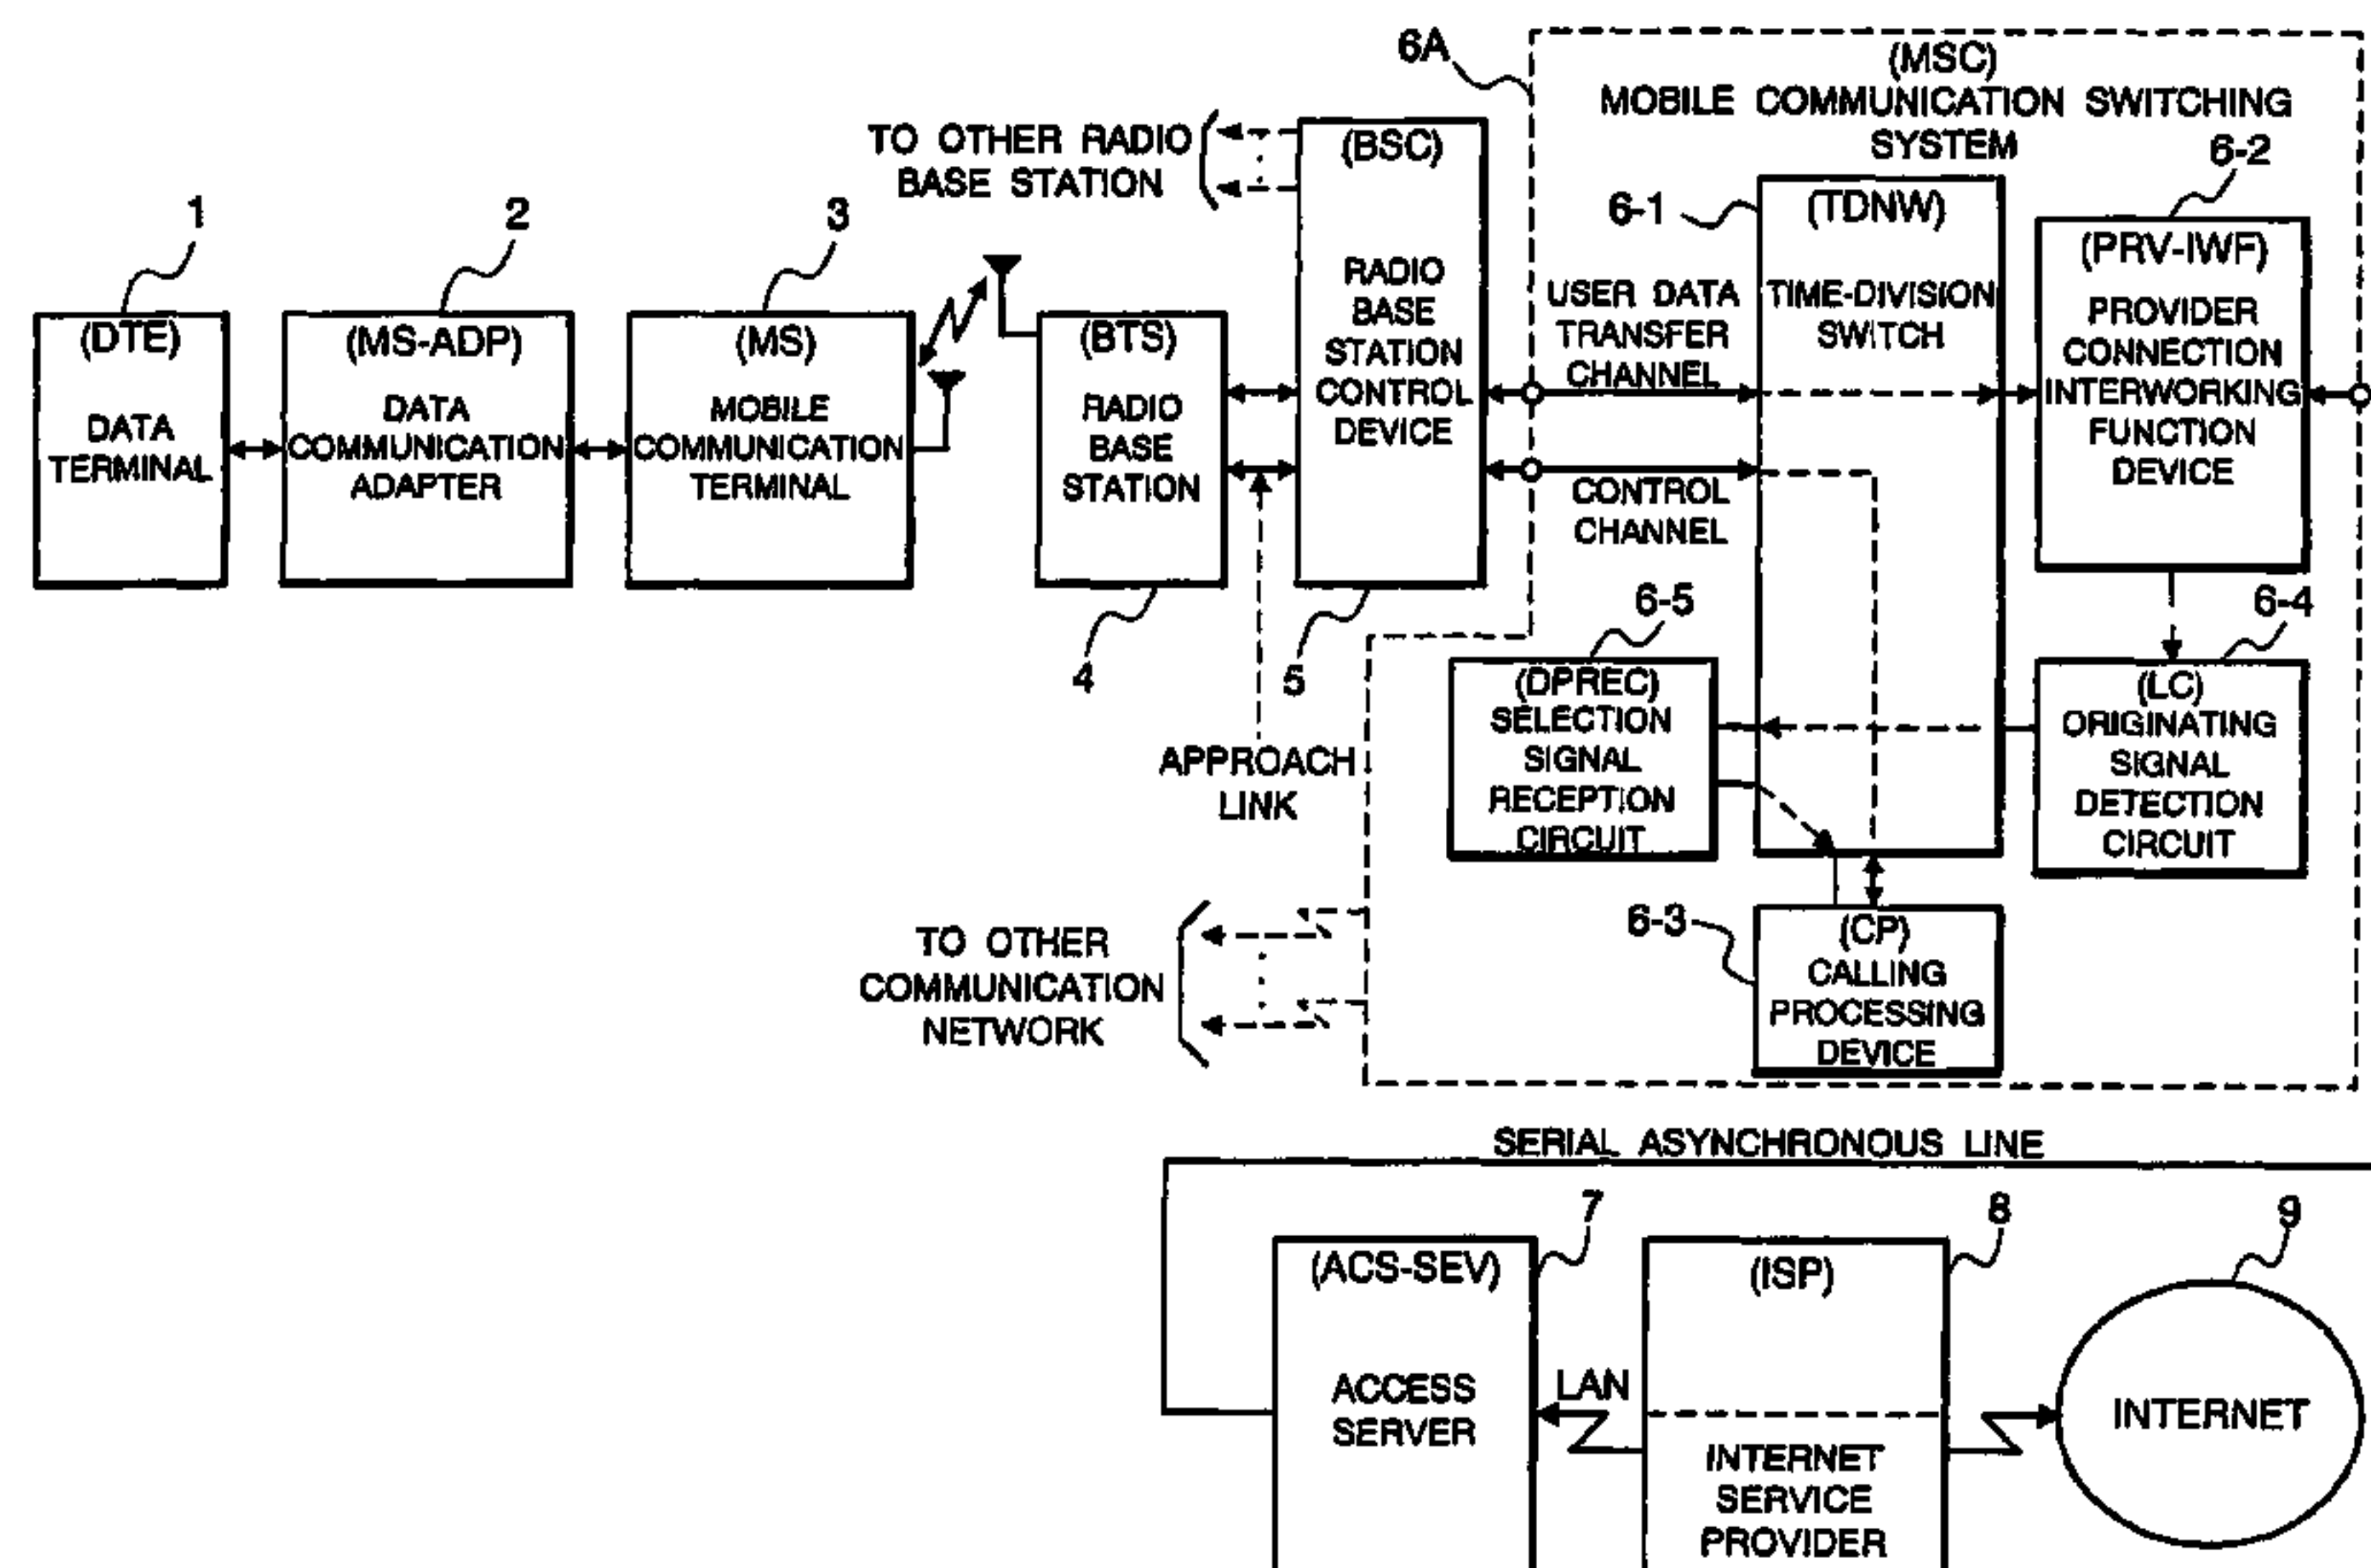 6A
(MSC)
MOBILE COMMUNICATION SWITCHING
SYSTEM
TO OTHER RADIO
BASE STATION
1
(DTE)
DATA
TERMINAL
2
(MS-ADP)
DATA
COMMUNICATION
ADAPTER
3
(MS)
MOBILE
COMMUNICATION
TERMINAL
(BTS)
RADIO
BASE
STATION
4
(BSC)
RADIO
BASE
STATION
CONTROL
DEVICE
5
APPROACH
LINK
USER DATA
TRANSFER
CHANNEL
CONTROL
CHANNEL
6-1
(TDNW)
TIME-DIVISION
SWITCH
6-2
(PRV-IWF)
PROVIDER
CONNECTION
INTERWORKING
FUNCTION
DEVICE
6-5
(DPREC)
SELECTION
SIGNAL
RECEPTION
CIRCUIT
6-4
(LC)
ORIGINATING
SIGNAL
DETECTION
CIRCUIT
6-3
(CP)
CALLING
PROCESSING
DEVICE
TO OTHER
COMMUNICATION
NETWORK
SERIAL ASYNCHRONOUS LINE
7
(ACS-SEV)
ACCESS
SERVER
LAN
8
(ISP)
INTERNET
SERVICE
PROVIDER
9
INTERNET